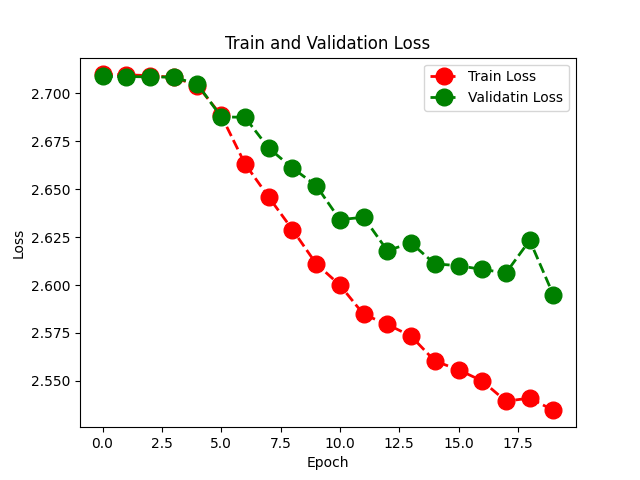 Train and Validation Loss
Train Loss
Validatin Loss
2.700
2.675
2.650
2.625
2.600
2.575
2.550
Loss
0.0 2.5 5.0 7.5 10.0 12.5 15.0 17.5
Epoch